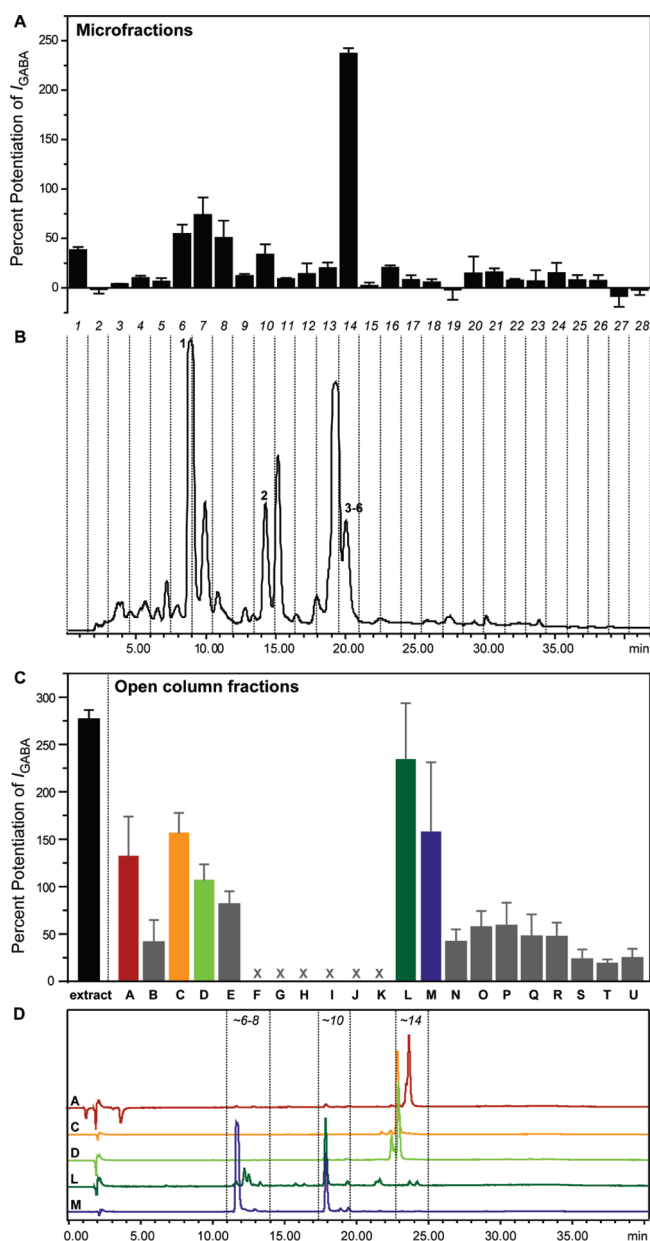 A
Microfractions
Percent Potentiation of IGABA
250
200
150
100
50
0
1 2 3 4 5 6 7 8 9 10 11 12 13 14 15 16 17 18 19 20 21 22 23 24 25 26 27 28
B
1
2
3-6
5.00 10.00 15.00 20.00 25.00 30.00 35.00 min
C
Open column fractions
Percent Potentiation of IGABA
300
250
200
150
100
50
0
X X X X X X
extract A B C D E F G H I J K L M N O P Q R S T U
D
~6-8 ~10 ~14
A
C
D
L
M
0.00 5.00 10.00 15.00 20.00 25.00 30.00 35.00 min